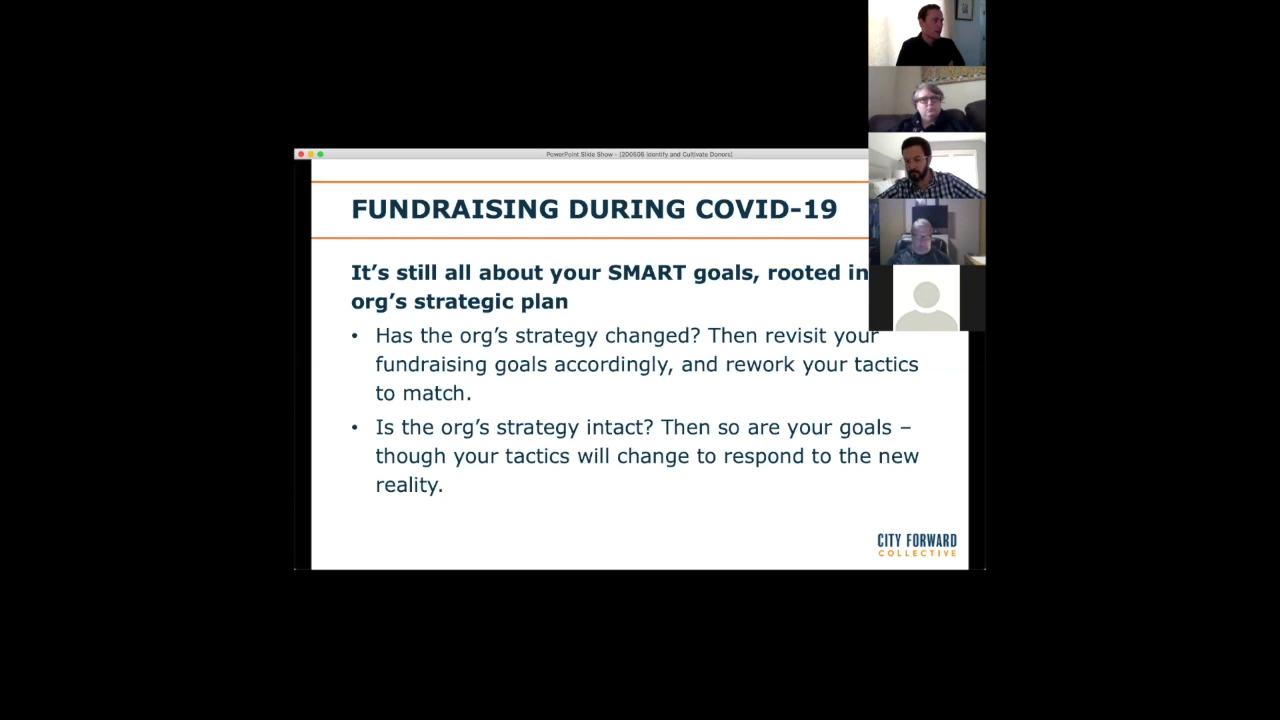 PowerPoint Slide Show - [200506 Identify and Cultivate Donors]
FUNDRAISING DURING COVID-19
It’s still all about your SMART goals, rooted in
org’s strategic plan
• Has the org’s strategy changed? Then revisit your
fundraising goals accordingly, and rework your tactics
to match.
• Is the org’s strategy intact? Then so are your goals –
though your tactics will change to respond to the new
reality.
CITY FORWARD
COLLECTIVE